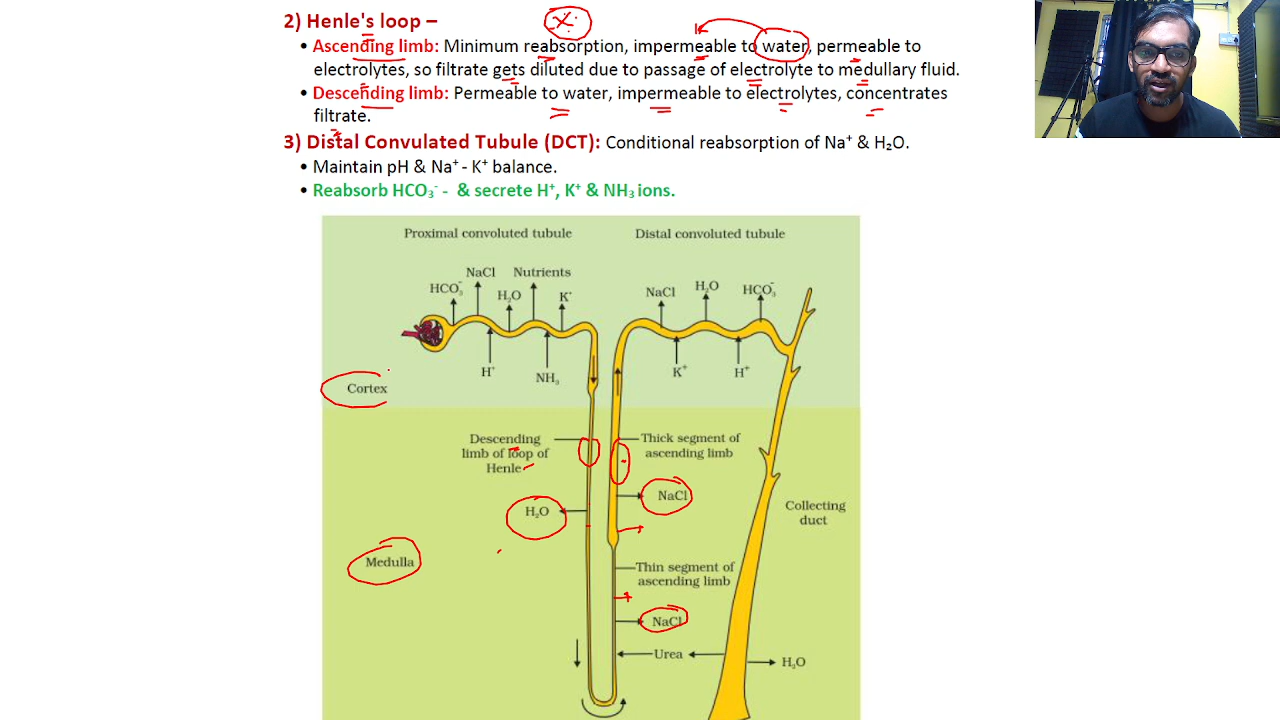 2) Henle's loop –
• Ascending limb: Minimum reabsorption, impermeable to water, permeable to
electrolytes, so filtrate gets diluted due to passage of electrolyte to medullary fluid.
• Descending limb: Permeable to water, impermeable to electrolytes, concentrates
filtrate.
3) Distal Convulated Tubule (DCT): Conditional reabsorption of Na⁺ & H₂O.
• Maintain pH & Na⁺ - K⁺ balance.
• Reabsorb HCO₃⁻ - & secrete H⁺, K⁺ & NH₃ ions.
Proximal convoluted tubule
Distal convoluted tubule
NaCl
Nutrients
HCO₃⁻
H₂O
K⁺
NaCl
H₂O
HCO₃⁻
H⁺
NH₃
K⁺
H⁺
Cortex
Descending
limb of loop of
Henle
Thick segment of
ascending limb
NaCl
H₂O
Collecting
duct
Medulla
Thin segment of
ascending limb
NaCl
Urea
H₂O